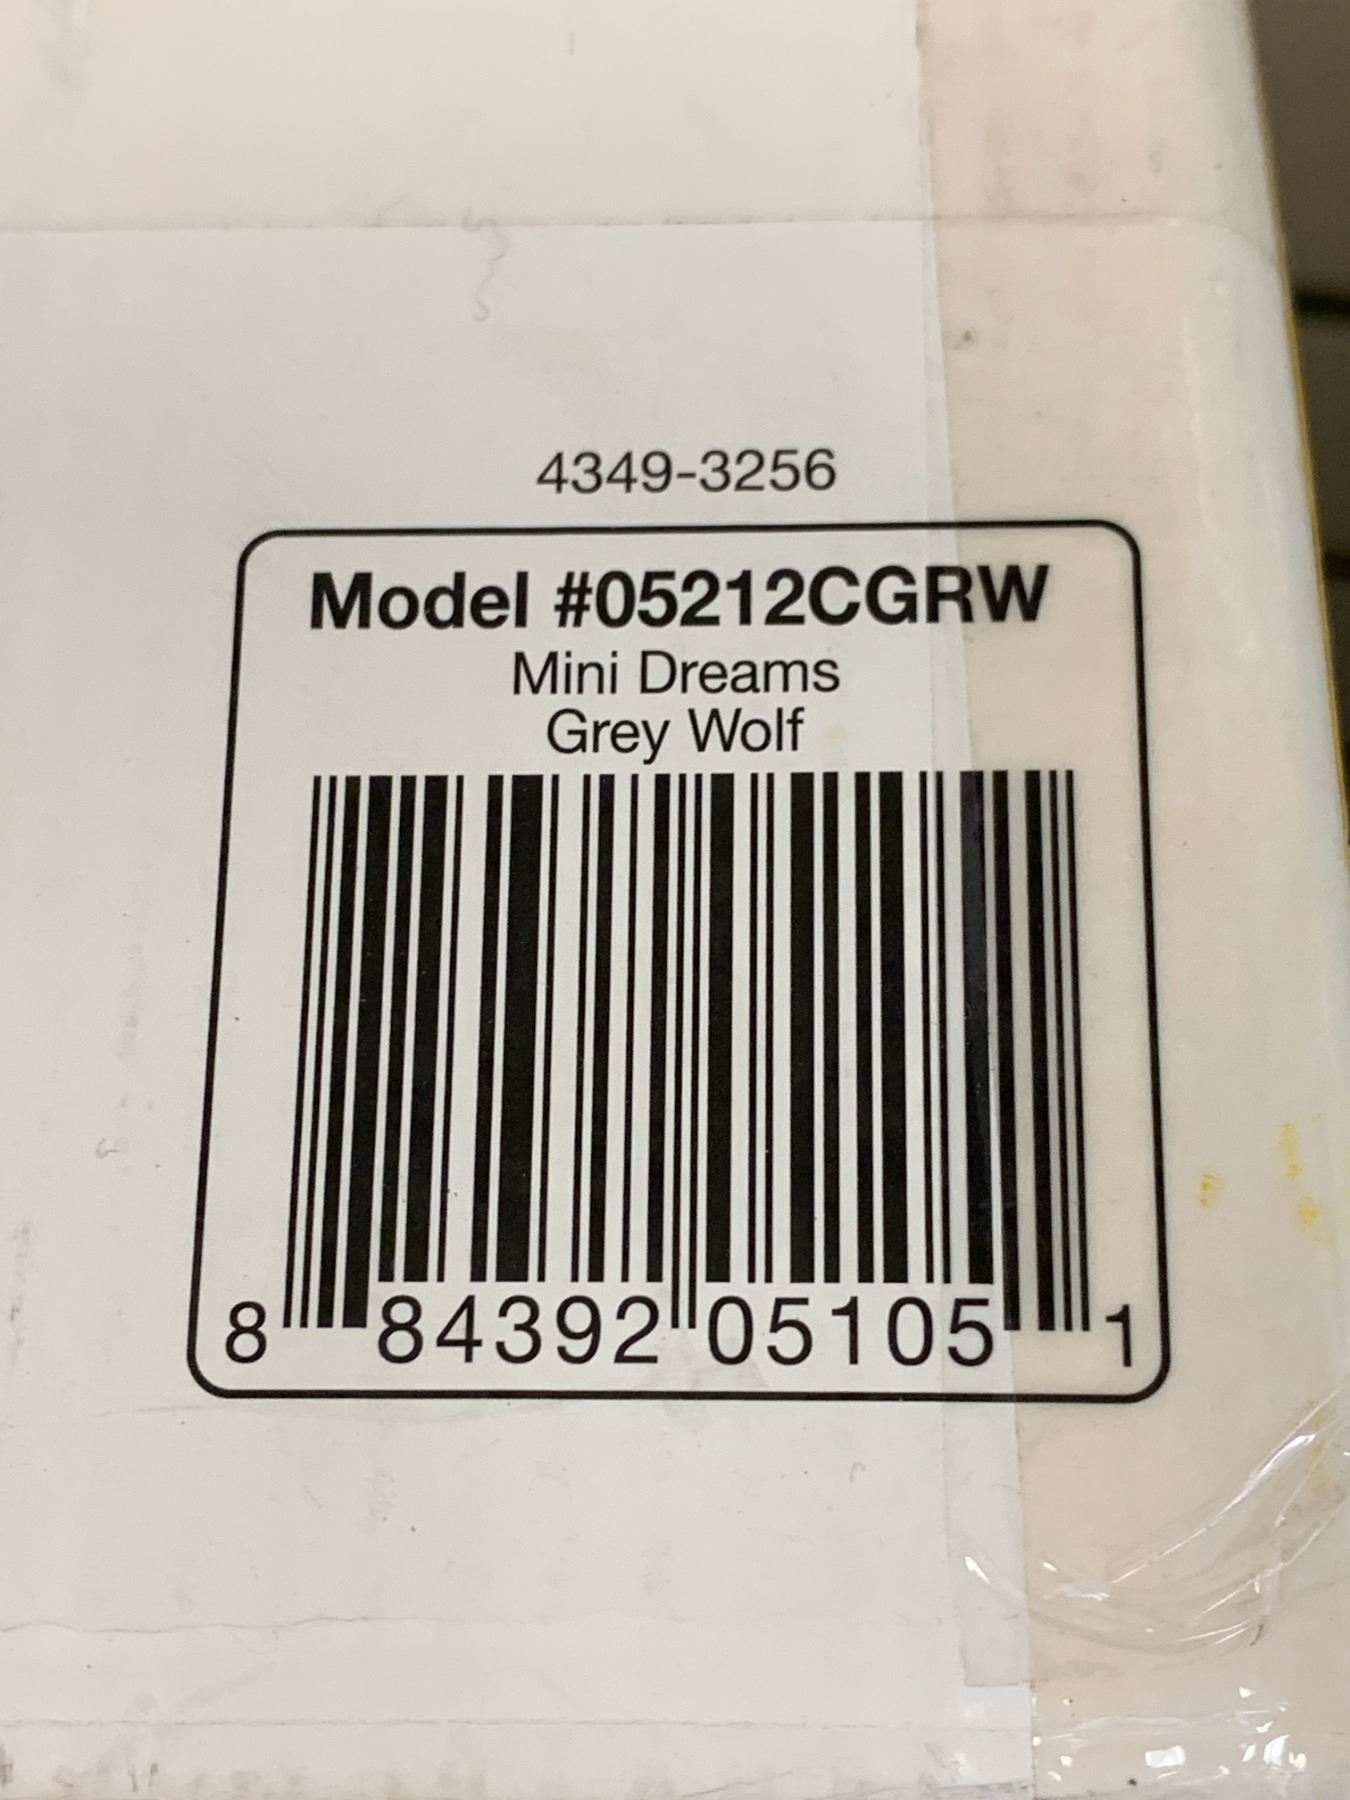 4349-3256
Model #05212CGRW
Mini Dreams
Grey Wolf
8 84392 05105 1